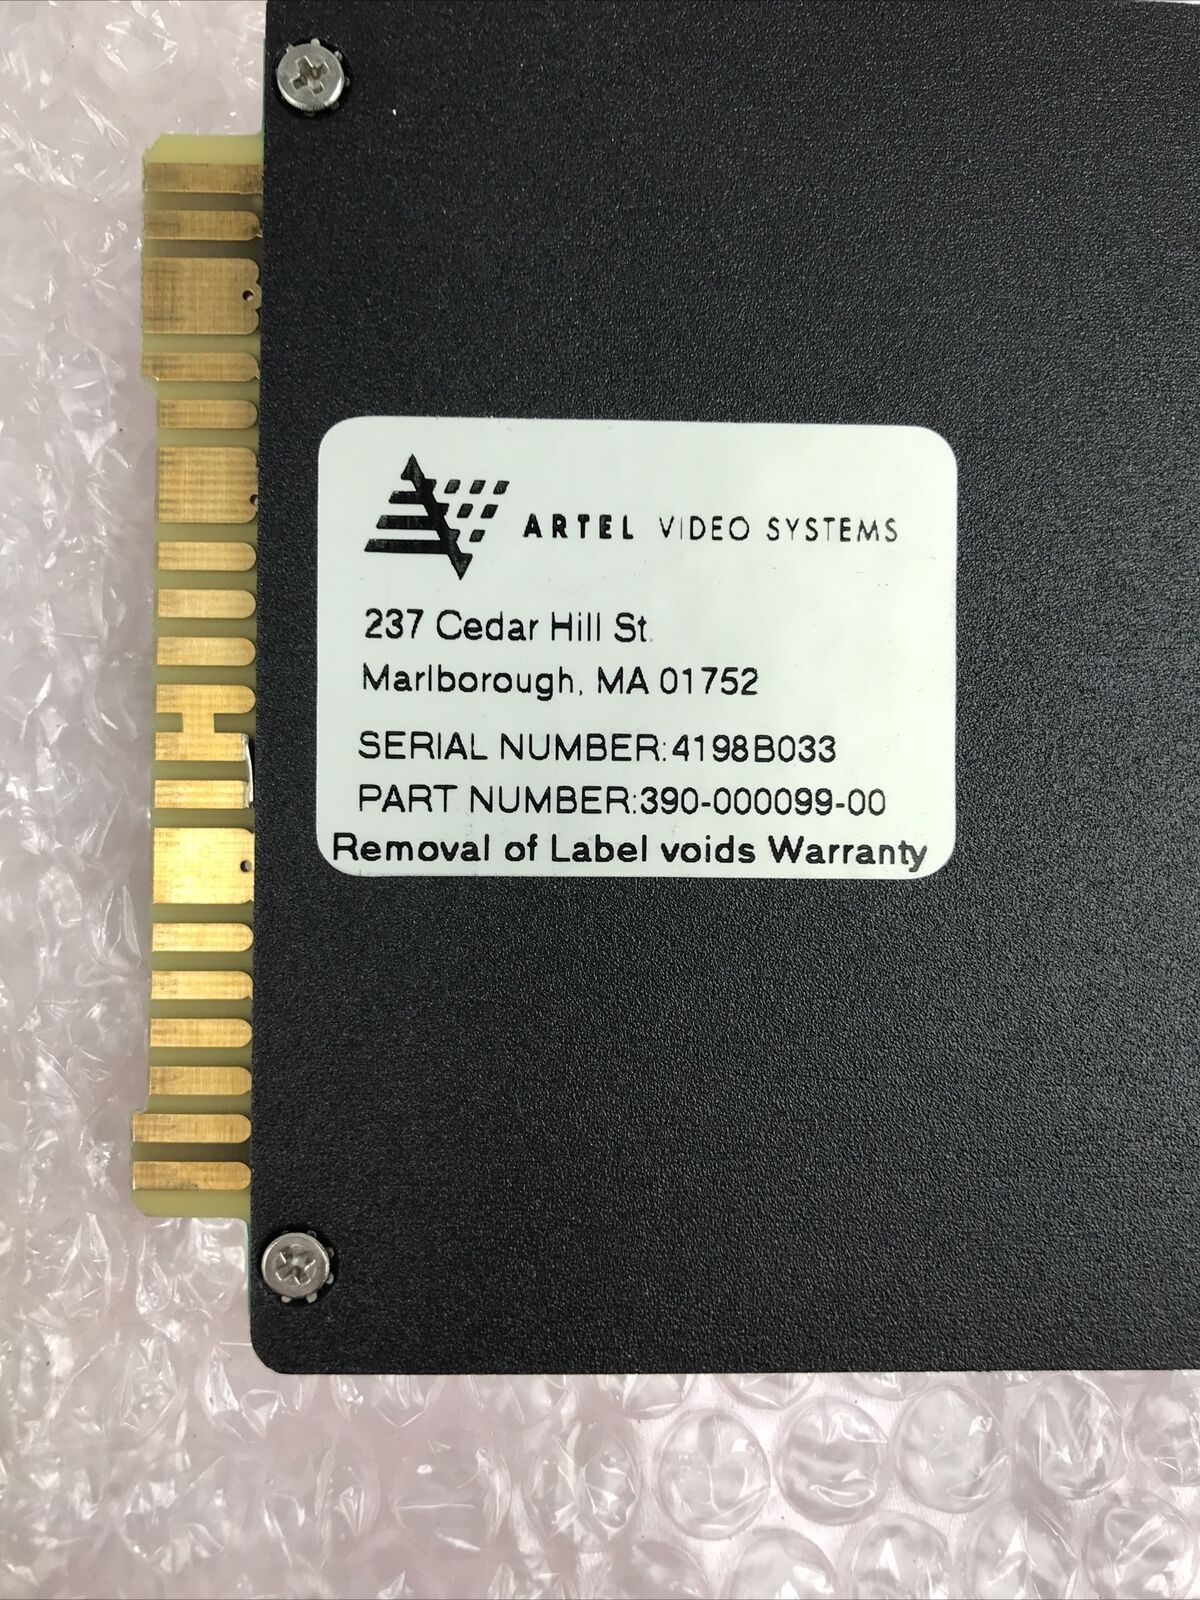 ARTEL VIDEO SYSTEMS
237 Cedar Hill St.
Marlborough, MA 01752
SERIAL NUMBER:4198B033
PART NUMBER:390-000099-00
Removal of Label voids Warranty